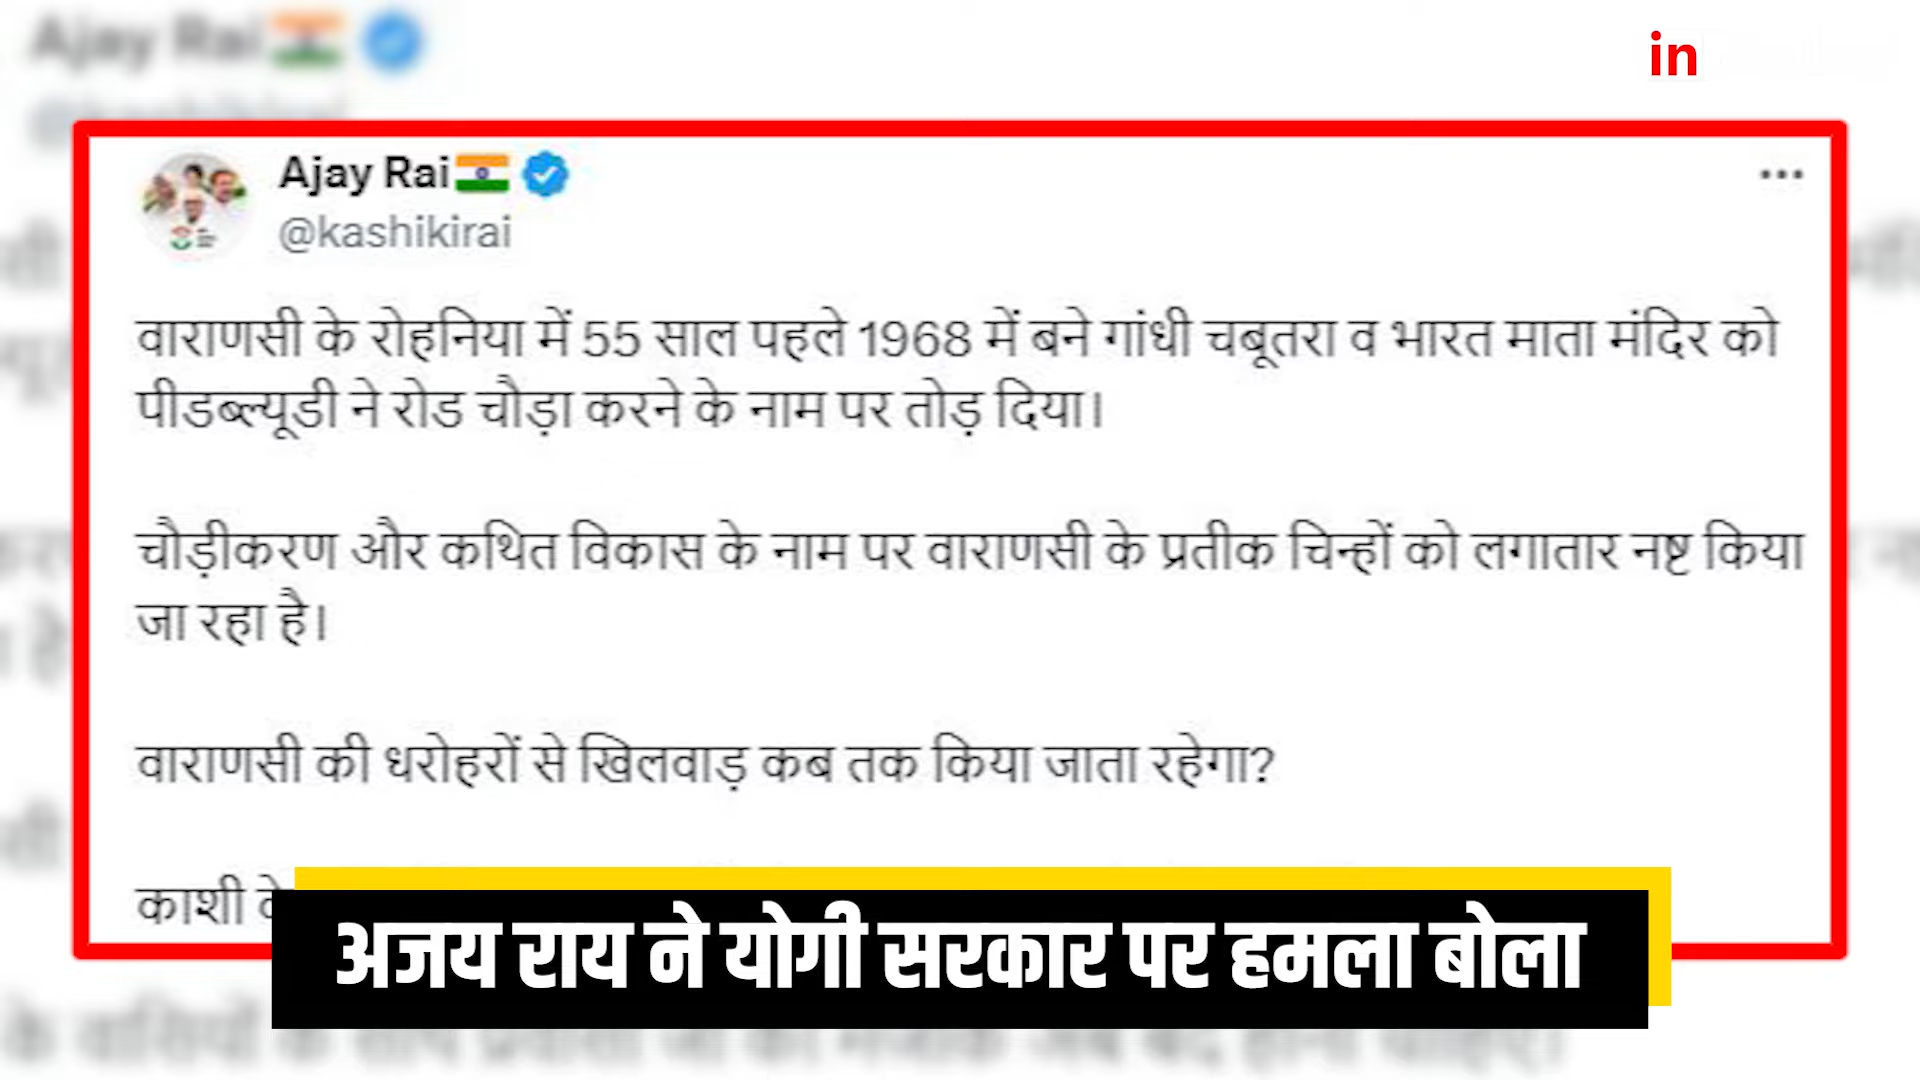 in
Ajay Rai
@kashikirai
वाराणसी के रोहनिया में 55 साल पहले 1968 में बने गांधी चबूतरा व भारत माता मंदिर को
पीडब्ल्यूडी ने रोड चौड़ा करने के नाम पर तोड़ दिया।
चौड़ीकरण और कथित विकास के नाम पर वाराणसी के प्रतीक चिन्हों को लगातार नष्ट किया
जा रहा है।
वाराणसी की धरोहरों से खिलवाड़ कब तक किया जाता रहेगा?
काशी
अजय राय ने योगी सरकार पर हमला बोला